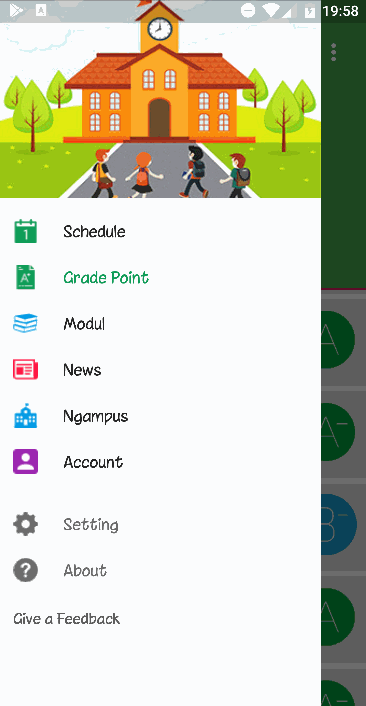 19:58
Schedule
Grade Point
Modul
News
Ngampus
Account
Setting
About
Give a Feedback
A
A-
B-
A
A-